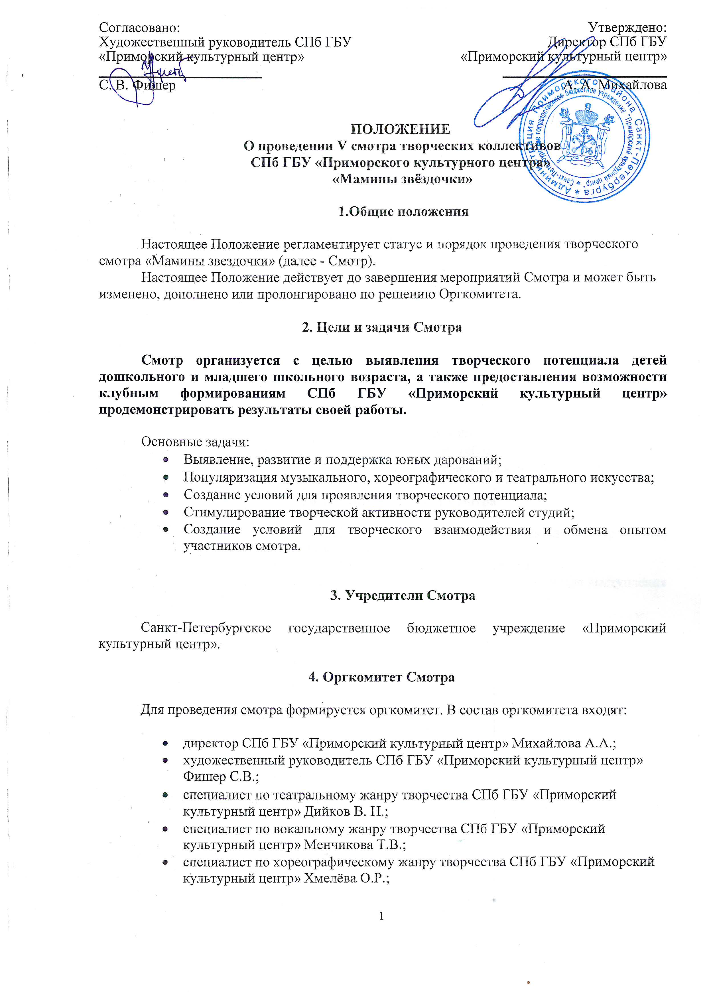 Согласовано:
Художественный руководитель СПб ГБУ
«Приморский культурный центр»
С. В. Фишер
Утверждено:
Директор СПб ГБУ
«Приморский культурный центр»
А. А. Михайлова
Администрация Приморского района Санкт-Петербурга
Санкт-Петербургское государственное бюджетное учреждение "Приморский культурный центр"
ПОЛОЖЕНИЕ
О проведении V смотра творческих коллективов
СПб ГБУ «Приморского культурного центра»
«Мамины звёздочки»
1.Общие положения
Настоящее Положение регламентирует статус и порядок проведения творческого
смотра «Мамины звездочки» (далее - Смотр).
Настоящее Положение действует до завершения мероприятий Смотра и может быть
изменено, дополнено или пролонгировано по решению Оргкомитета.
2. Цели и задачи Смотра
Смотр организуется с целью выявления творческого потенциала детей
дошкольного и младшего школьного возраста, а также предоставления возможности
клубным формированиям СПб ГБУ «Приморский культурный центр»
продемонстрировать результаты своей работы.
Основные задачи:
• Выявление, развитие и поддержка юных дарований;
• Популяризация музыкального, хореографического и театрального искусства;
• Создание условий для проявления творческого потенциала;
• Стимулирование творческой активности руководителей студий;
• Создание условий для творческого взаимодействия и обмена опытом
участников смотра.
3. Учредители Смотра
Санкт-Петербургское государственное бюджетное учреждение «Приморский
культурный центр».
4. Оргкомитет Смотра
Для проведения смотра формируется оргкомитет. В состав оргкомитета входят:
• директор СПб ГБУ «Приморский культурный центр» Михайлова А.А.;
• художественный руководитель СПб ГБУ «Приморский культурный центр»
Фишер С.В.;
• специалист по театральному жанру творчества СПб ГБУ «Приморский
культурный центр» Дийков В. Н.;
• специалист по вокальному жанру творчества СПб ГБУ «Приморский
культурный центр» Менчикова Т.В.;
• специалист по хореографическому жанру творчества СПб ГБУ «Приморский
культурный центр» Хмелёва О.Р.;
1